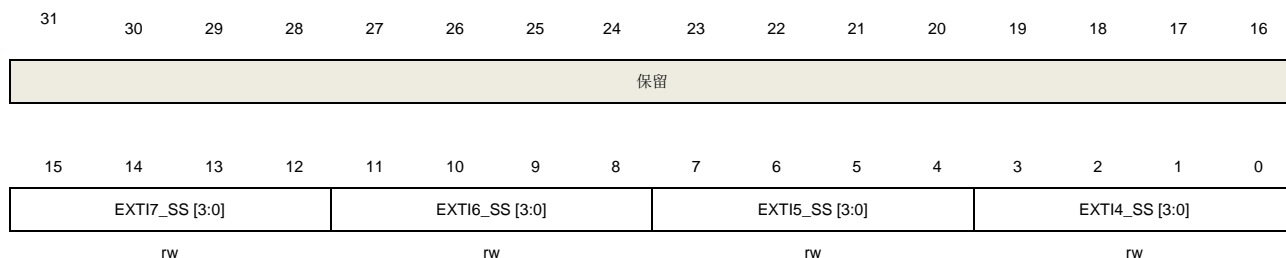 31 30 29 28 27 26 25 24 23 22 21 20 19 18 17 16
保留
15 14 13 12 11 10 9 8 7 6 5 4 3 2 1 0
EXTI7_SS [3:0] EXTI6_SS [3:0] EXTI5_SS [3:0] EXTI4_SS [3:0]
rw rw rw rw